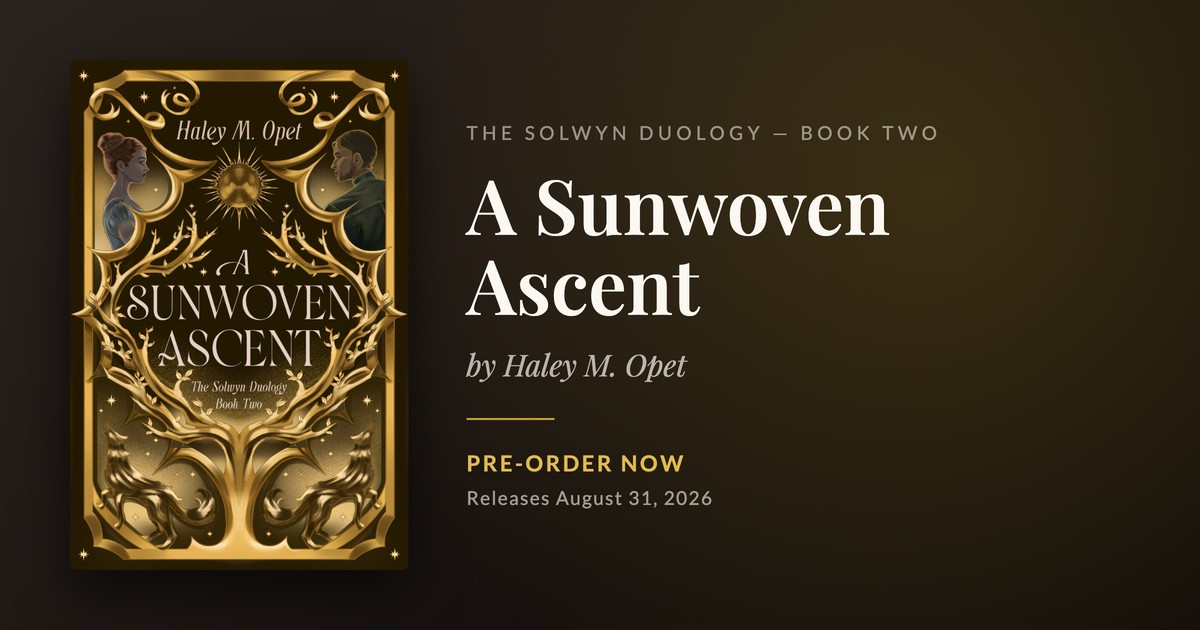 Haley M. Opet
A
SUNWOVEN
ASCENT
The Solwyn Duology
Book Two
THE SOLWYN DUOLOGY — BOOK TWO
A Sunwoven
Ascent
by Haley M. Opet
PRE-ORDER NOW
Releases August 31, 2026